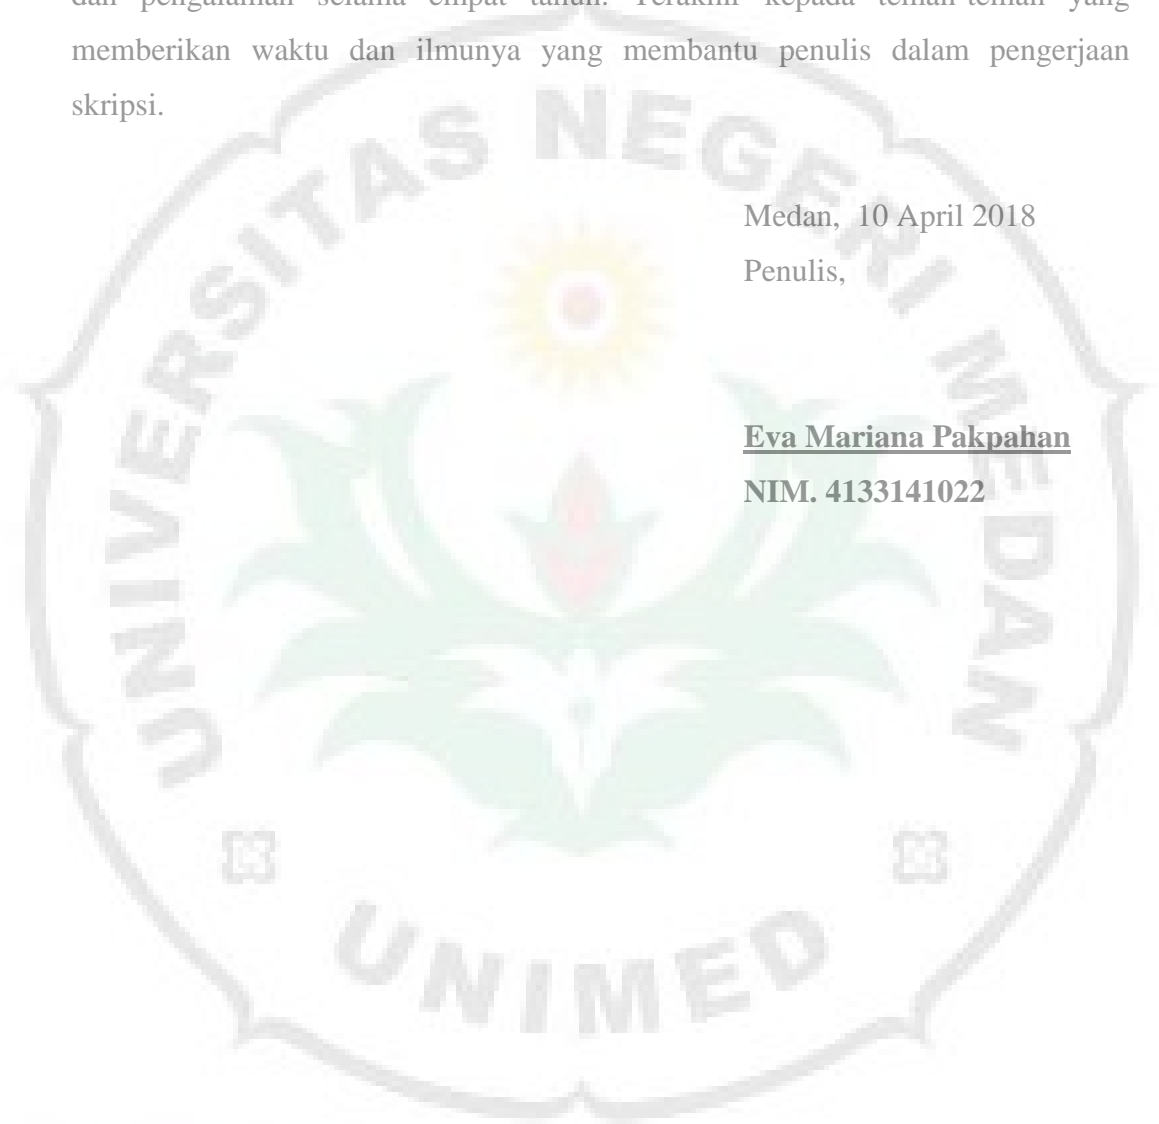 dan pengalaman selama empat tahun. Terakhir kepada teman-teman yang
memberikan waktu dan ilmunya yang membantu penulis dalam pengerjaan
skripsi.
Medan, 10 April 2018
Penulis,
Eva Mariana Pakpahan
NIM. 4133141022
UNIVERSITAS NEGERI MEDAN
UNIMED